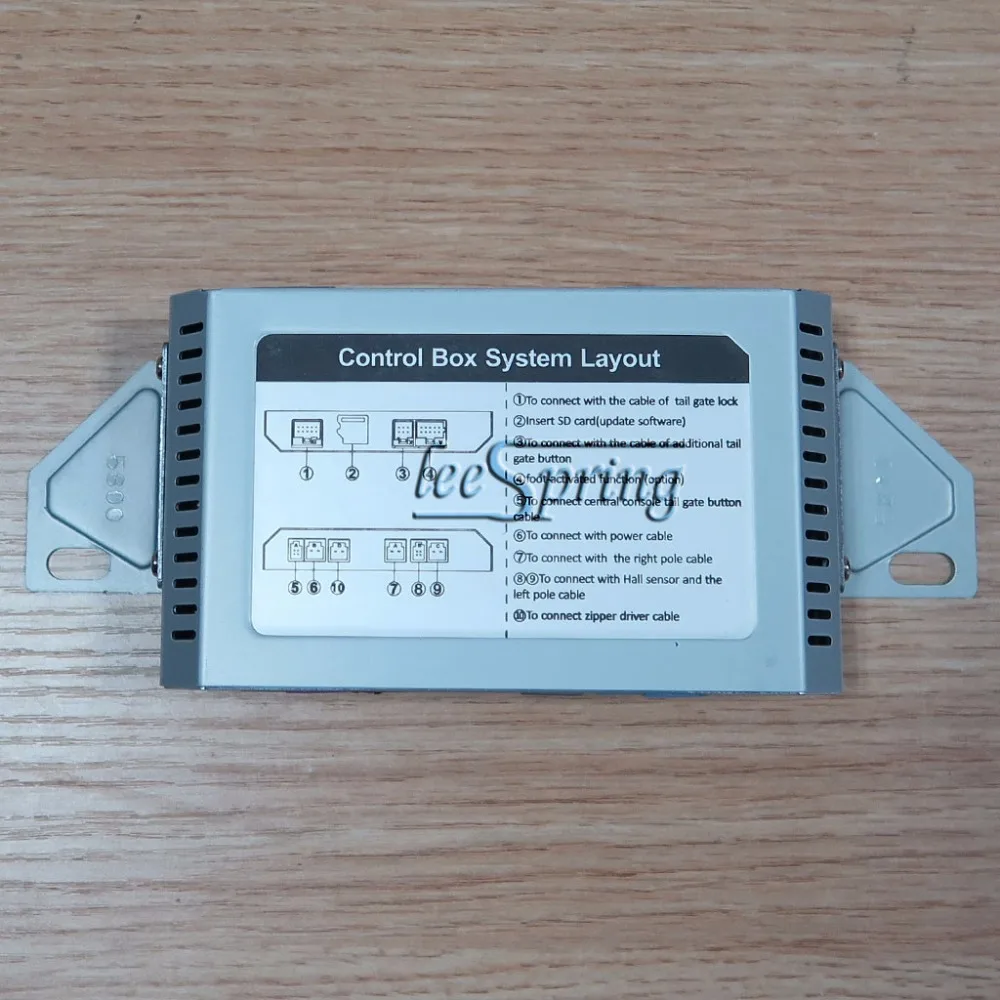 Control Box System Layout
①To connect with the cable of tail gate lock
②Insert SD card(update software)
③To connect with the cable of additional tail
gate button
④foot-activated function (option)
⑤To connect central console tail gate button
cable
⑥To connect with power cable
⑦To connect with the right pole cable
⑧⑨To connect with Hall sensor and the
left pole cable
⑩To connect zipper driver cable
① ② ③ ④
⑤ ⑥ ⑩ ⑦ ⑧ ⑨
leeSpring
5300